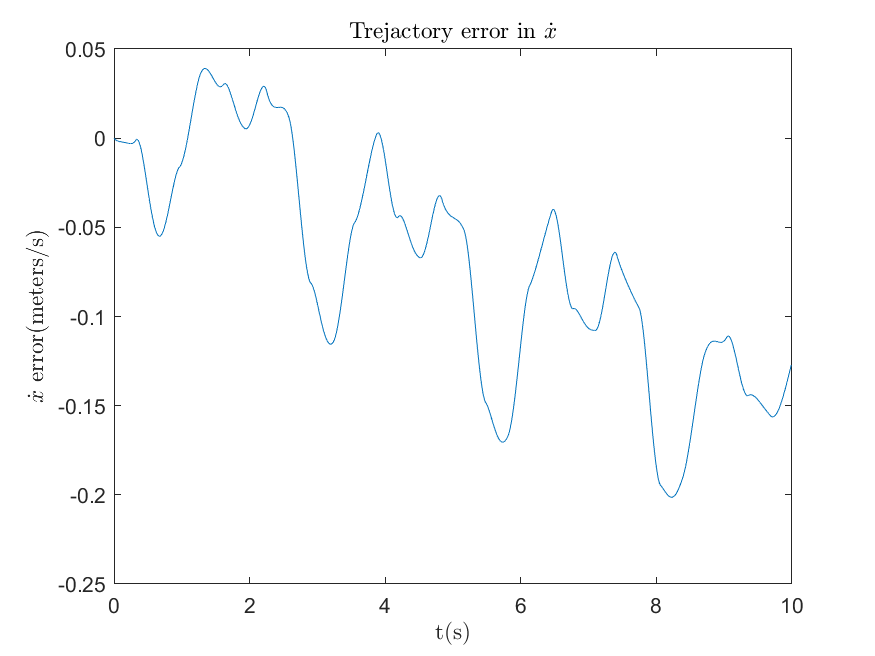 Trejactory error in ẋ
0.05
0
-0.05
-0.1
-0.15
-0.2
-0.25
ẋ error(meters/s)
0 2 4 6 8 10
t(s)